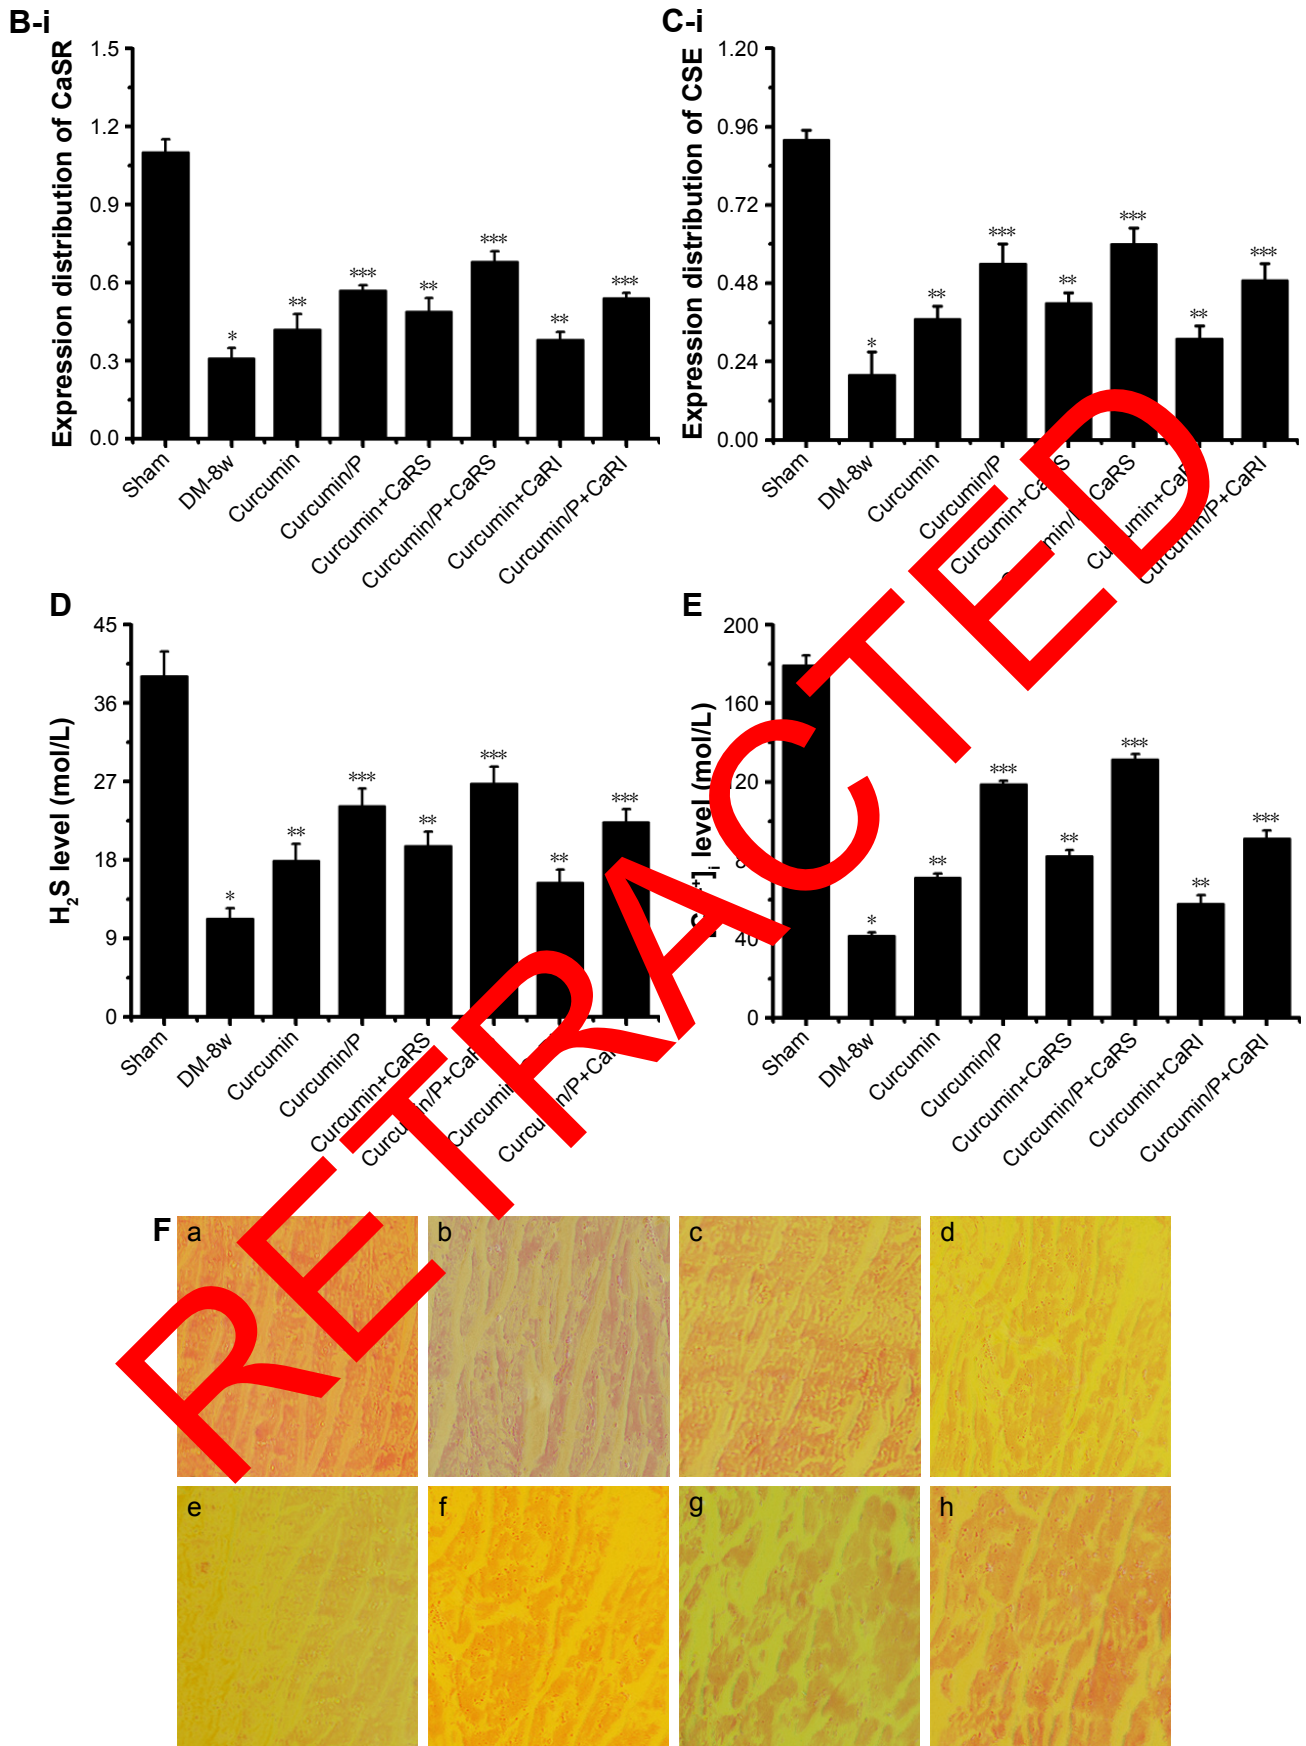 B-i
Expression distribution of CaSR
1.5
1.2
0.9
0.6
0.3
0.0
*
**
***
**
***
**
***
Sham
DM-8w
Curcumin
Curcumin/P
Curcumin+CaRS
Curcumin/P+CaRS
Curcumin+CaRI
Curcumin/P+CaRI
C-i
Expression distribution of CSE
1.20
0.96
0.72
0.48
0.24
0.00
*
**
***
**
***
**
***
Sham
DM-8w
Curcumin
Curcumin/P
Curcumin+CaRS
CaRS
Curcumin/P+CaRI
D
H2S level (mol/L)
45
36
27
18
9
0
*
**
***
**
***
**
***
Sham
DM-8w
Curcumin
Curcumin/P
Curcumin+CaRS
E
level (mol/L)
200
160
40
0
*
**
***
**
***
**
***
Sham
DM-8w
Curcumin
Curcumin/P
Curcumin+CaRS
Curcumin/P+CaRS
Curcumin+CaRI
Curcumin/P+CaRI
F
a
b
c
d
e
f
g
h
RETRACTED